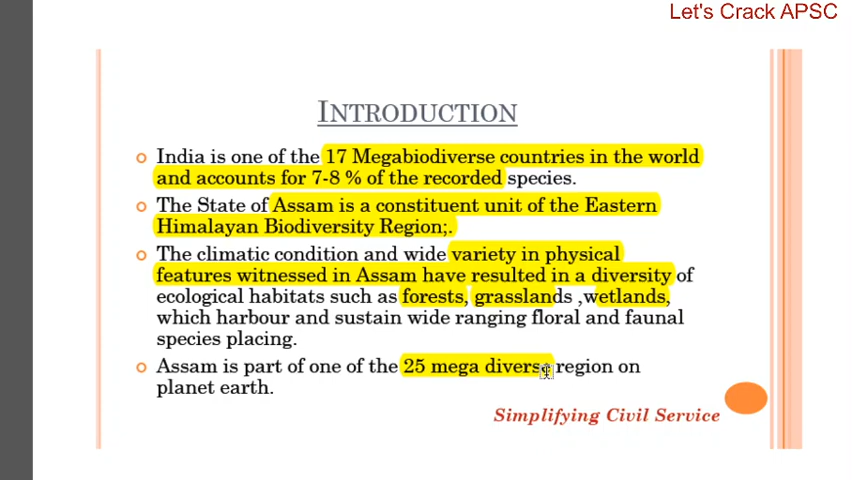 Let's Crack APSC
INTRODUCTION
India is one of the 17 Megabiodiverse countries in the world
and accounts for 7-8 % of the recorded species.
The State of Assam is a constituent unit of the Eastern
Himalayan Biodiversity Region;.
The climatic condition and wide variety in physical
features witnessed in Assam have resulted in a diversity of
ecological habitats such as forests, grasslands ,wetlands,
which harbour and sustain wide ranging floral and faunal
species placing.
Assam is part of one of the 25 mega diverse region on
planet earth.
Simplifying Civil Service